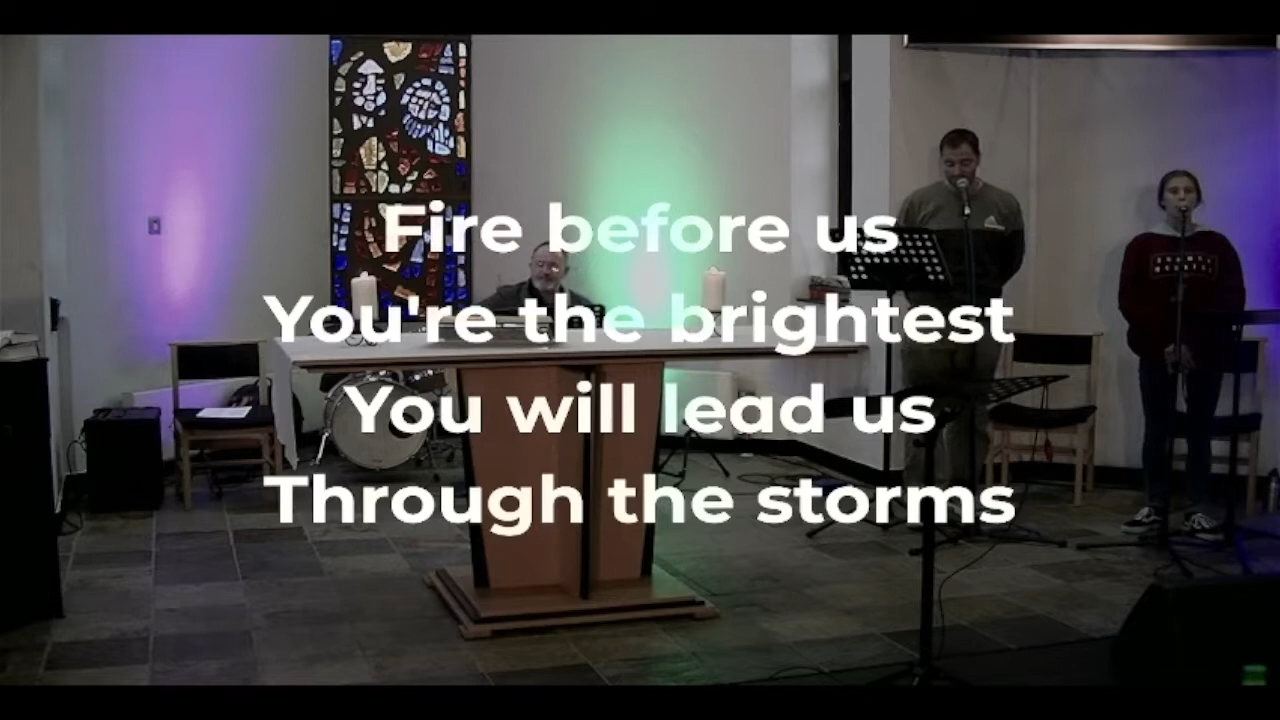 Fire before us
You're the brightest
You will lead us
Through the storms